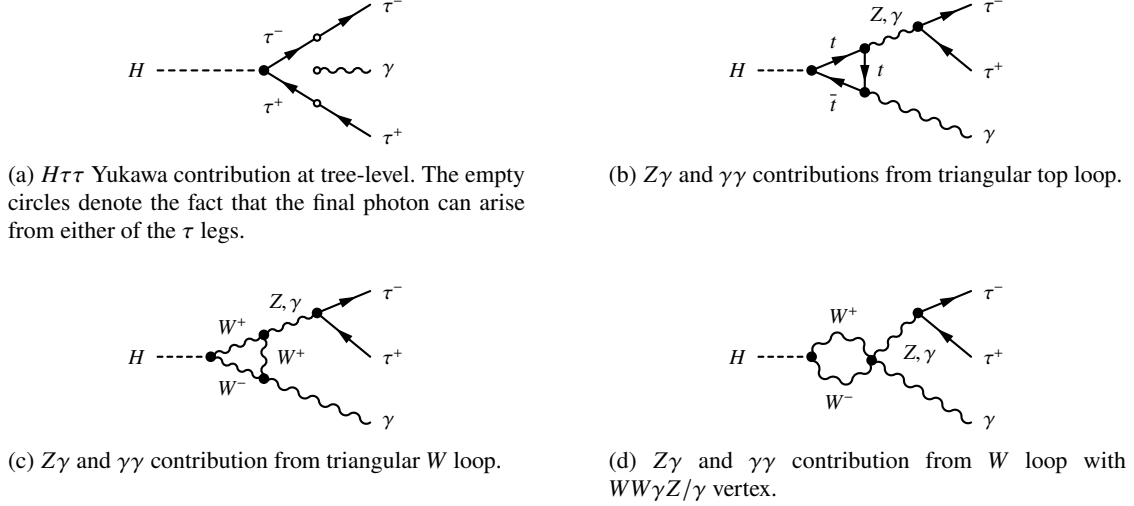 H
τ⁻
τ⁺
τ⁻
γ
τ⁺
(a) Hττ Yukawa contribution at tree-level. The empty
circles denote the fact that the final photon can arise
from either of the τ legs.
H
t
t̄
t
Z, γ
τ⁻
τ⁺
γ
(b) Zγ and γγ contributions from triangular top loop.
H
W⁺
W⁻
W⁺
Z, γ
τ⁻
τ⁺
γ
(c) Zγ and γγ contribution from triangular W loop.
H
W⁺
W⁻
Z, γ
τ⁻
τ⁺
γ
(d) Zγ and γγ contribution from W loop with
WWγZ/γ vertex.